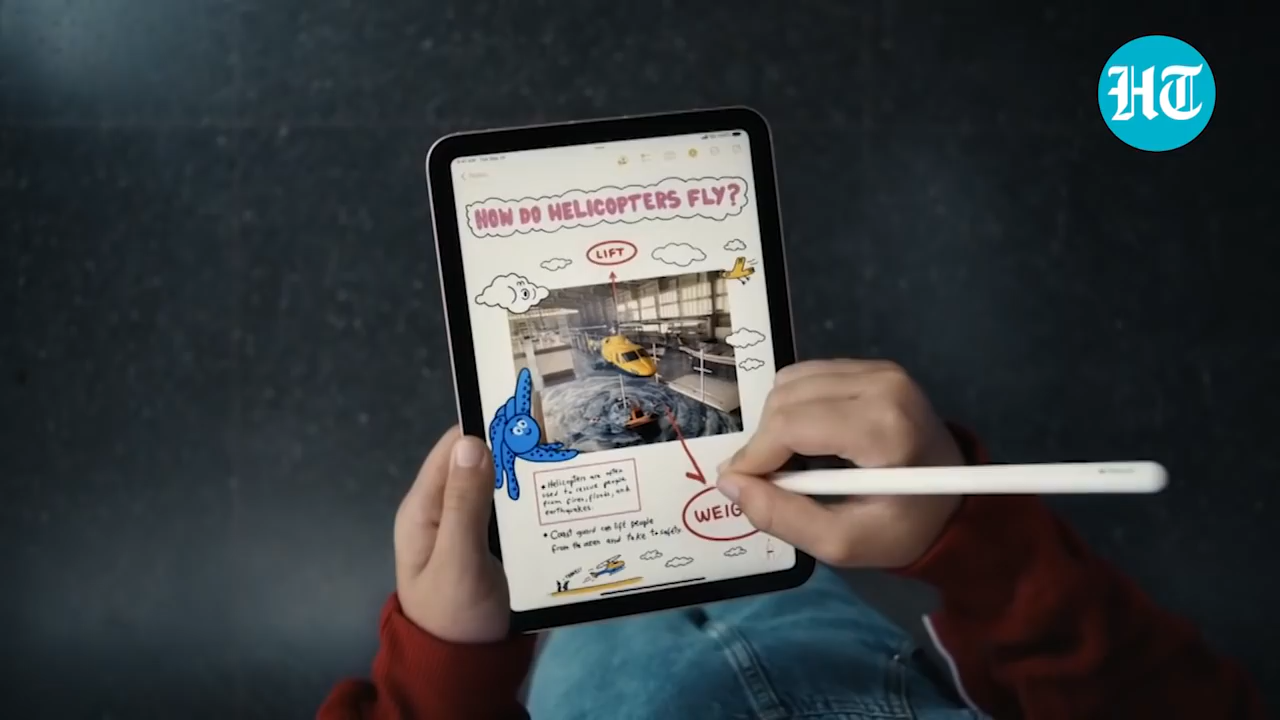 HT
HOW DO HELICOPTERS FLY?
LIFT
• Helicopters are often
used to rescue people
from fires, floods, and
earthquakes.
WEIG
• Coast guard can lift people
from the ocean and take to safety